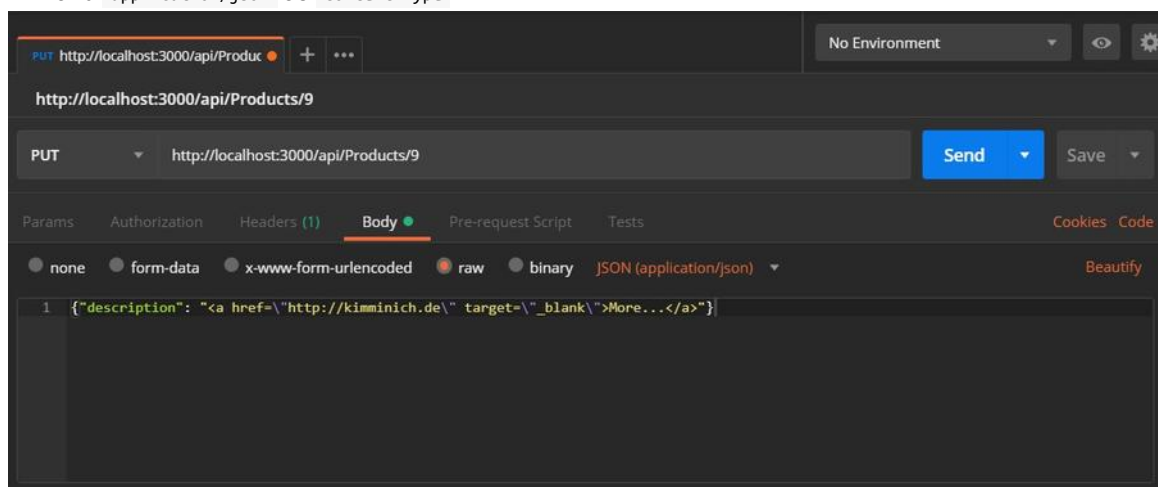 PUT http://localhost:3000/api/Produc + •••
No Environment
http://localhost:3000/api/Products/9
PUT http://localhost:3000/api/Products/9 Send Save
Params Authorization Headers (1) Body Pre-request Script Tests Cookies Code
none form-data x-www-form-urlencoded raw binary JSON (application/json) Beautify
1 {"description": "<a href=\"http://kimminich.de\" target=\"_blank\">More...</a>"}